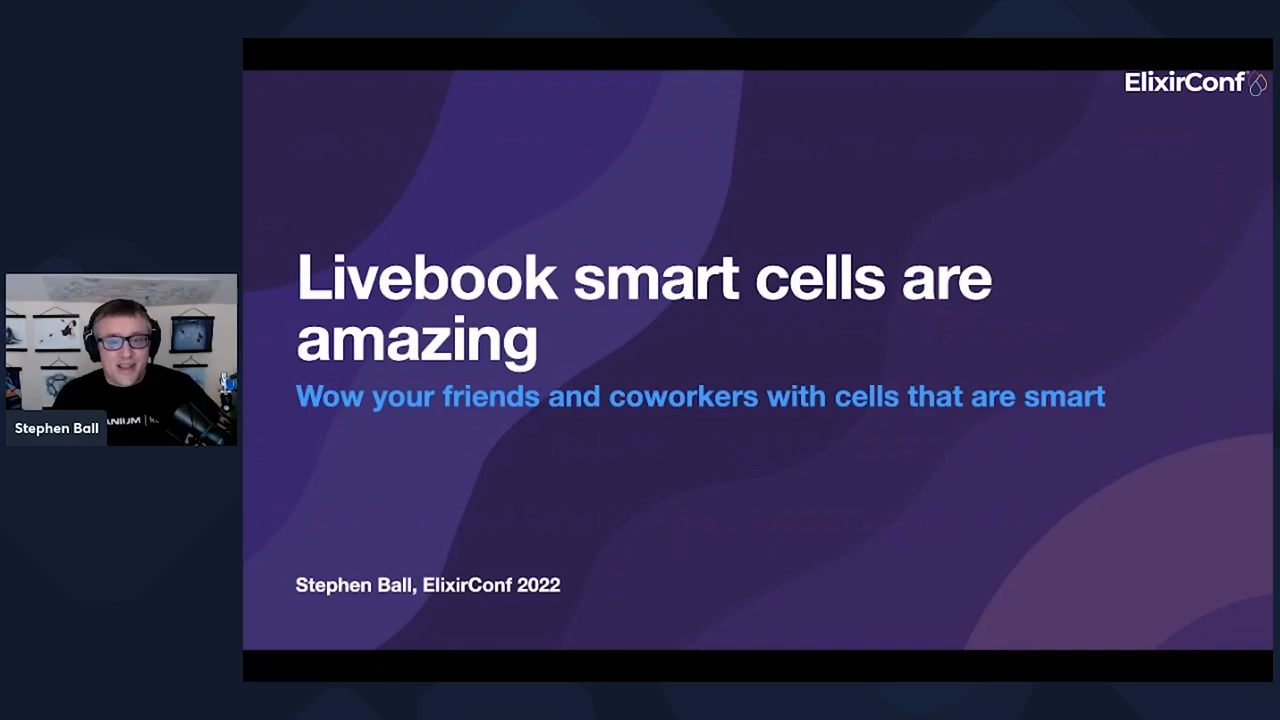 ElixirConf
Livebook smart cells are
amazing
Wow your friends and coworkers with cells that are smart
Stephen Ball
Stephen Ball, ElixirConf 2022